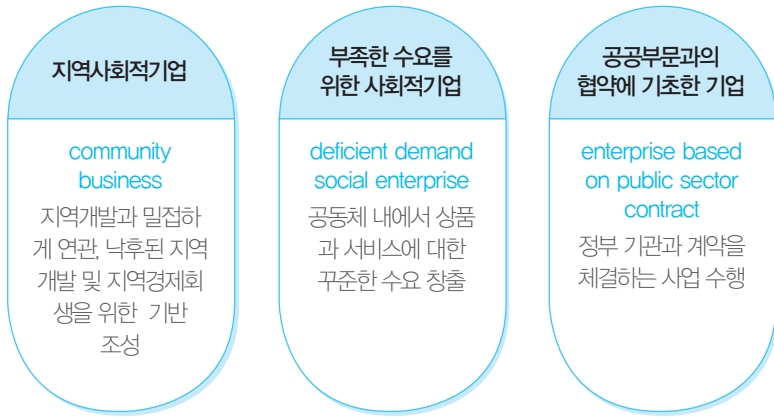 지역사회적기업
community
business
지역개발과 밀접하
게 연관, 낙후된 지역
개발 및 지역경제회
생을 위한 기반
조성
부족한 수요를
위한 사회적기업
deficient demand
social enterprise
공동체 내에서 상품
과 서비스에 대한
꾸준한 수요 창출
공공부문과의
협약에 기초한 기업
enterprise based
on public sector
contract
정부 기관과 계약을
체결하는 사업 수행